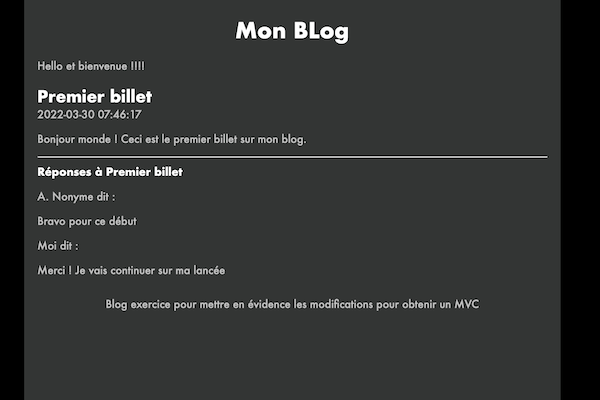 Mon BLog
Hello et bienvenue !!!!
Premier billet
2022-03-30 07:46:17
Bonjour monde ! Ceci est le premier billet sur mon blog.
Réponses à Premier billet
A. Nonyme dit :
Bravo pour ce début
Moi dit :
Merci ! Je vais continuer sur ma lancée
Blog exercice pour mettre en évidence les modifications pour obtenir un MVC